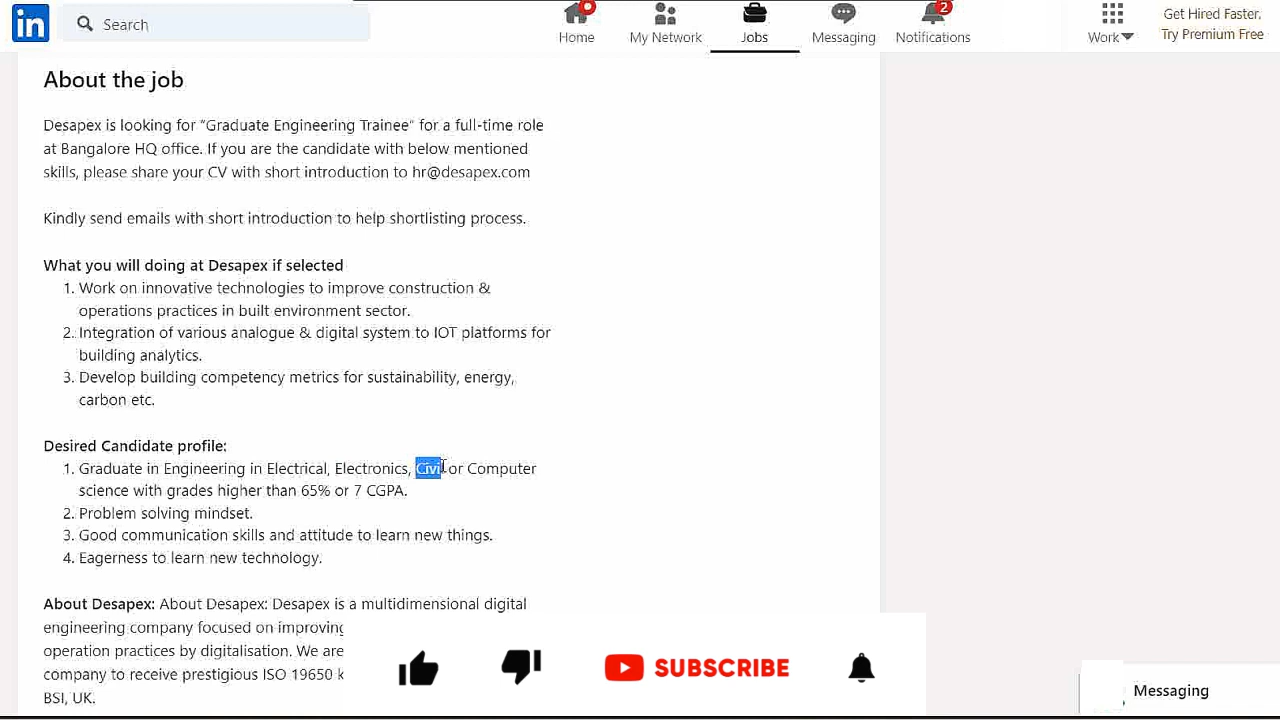 in
Search
Home
My Network
Jobs
Messaging
2
Notifications
Work
Get Hired Faster,
Try Premium Free
About the job
Desapex is looking for "Graduate Engineering Trainee" for a full-time role
at Bangalore HQ office. If you are the candidate with below mentioned
skills, please share your CV with short introduction to hr@desapex.com
Kindly send emails with short introduction to help shortlisting process.
What you will doing at Desapex if selected
1. Work on innovative technologies to improve construction &
operations practices in built environment sector.
2. Integration of various analogue & digital system to IOT platforms for
building analytics.
3. Develop building competency metrics for sustainability, energy,
carbon etc.
Desired Candidate profile:
1. Graduate in Engineering in Electrical, Electronics, Civil or Computer
science with grades higher than 65% or 7 CGPA.
2. Problem solving mindset.
3. Good communication skills and attitude to learn new things.
4. Eagerness to learn new technology.
About Desapex: About Desapex: Desapex is a multidimensional digital
engineering company focused on improving
operation practices by digitalisation. We are
company to receive prestigious ISO 19650 k
BSI, UK.
SUBSCRIBE
Messaging